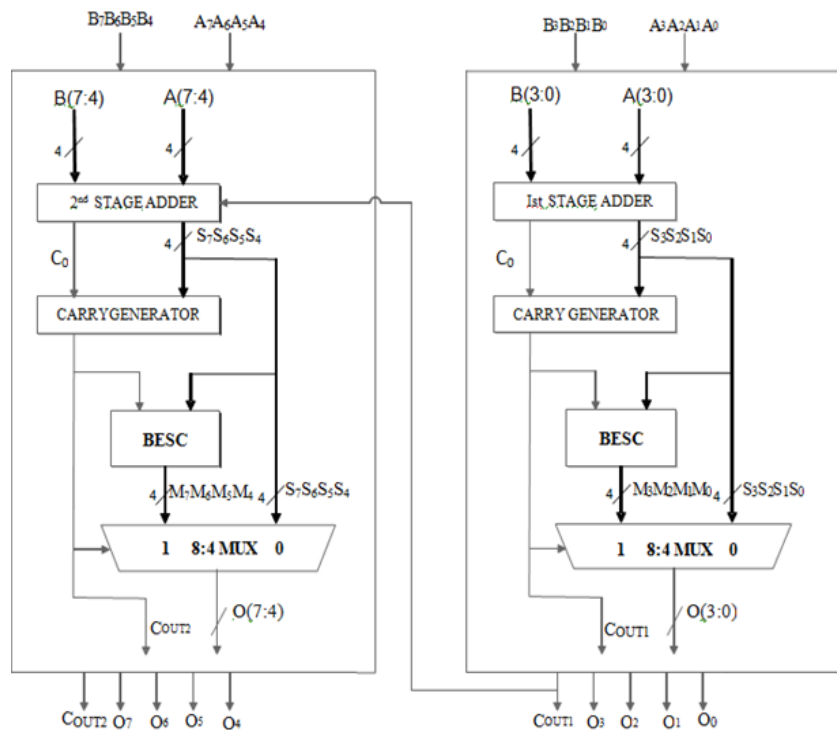 B₇B₆B₅B₄ A₇A₆A₅A₄
B(7:4) A(7:4)
4 4
2ⁿᵈ STAGE ADDER
4 S₇S₆S₅S₄
C₀
CARRYGENERATOR
BESC
4 M₇M₆M₅M₄ 4 S₇S₆S₅S₄
1 8:4 MUX 0
O(7:4)
COUT2
COUT2 O₇ O₆ O₅ O₄
B₃B₂B₁B₀ A₃A₂A₁A₀
B(3:0) A(3:0)
4 4
Ist STAGE ADDER
4 S₃S₂S₁S₀
C₀
CARRY GENERATOR
BESC
4 M₃M₂M₁M₀ 4 S₃S₂S₁S₀
1 8:4 MUX 0
O(3:0)
COUT1
COUT1 O₃ O₂ O₁ O₀